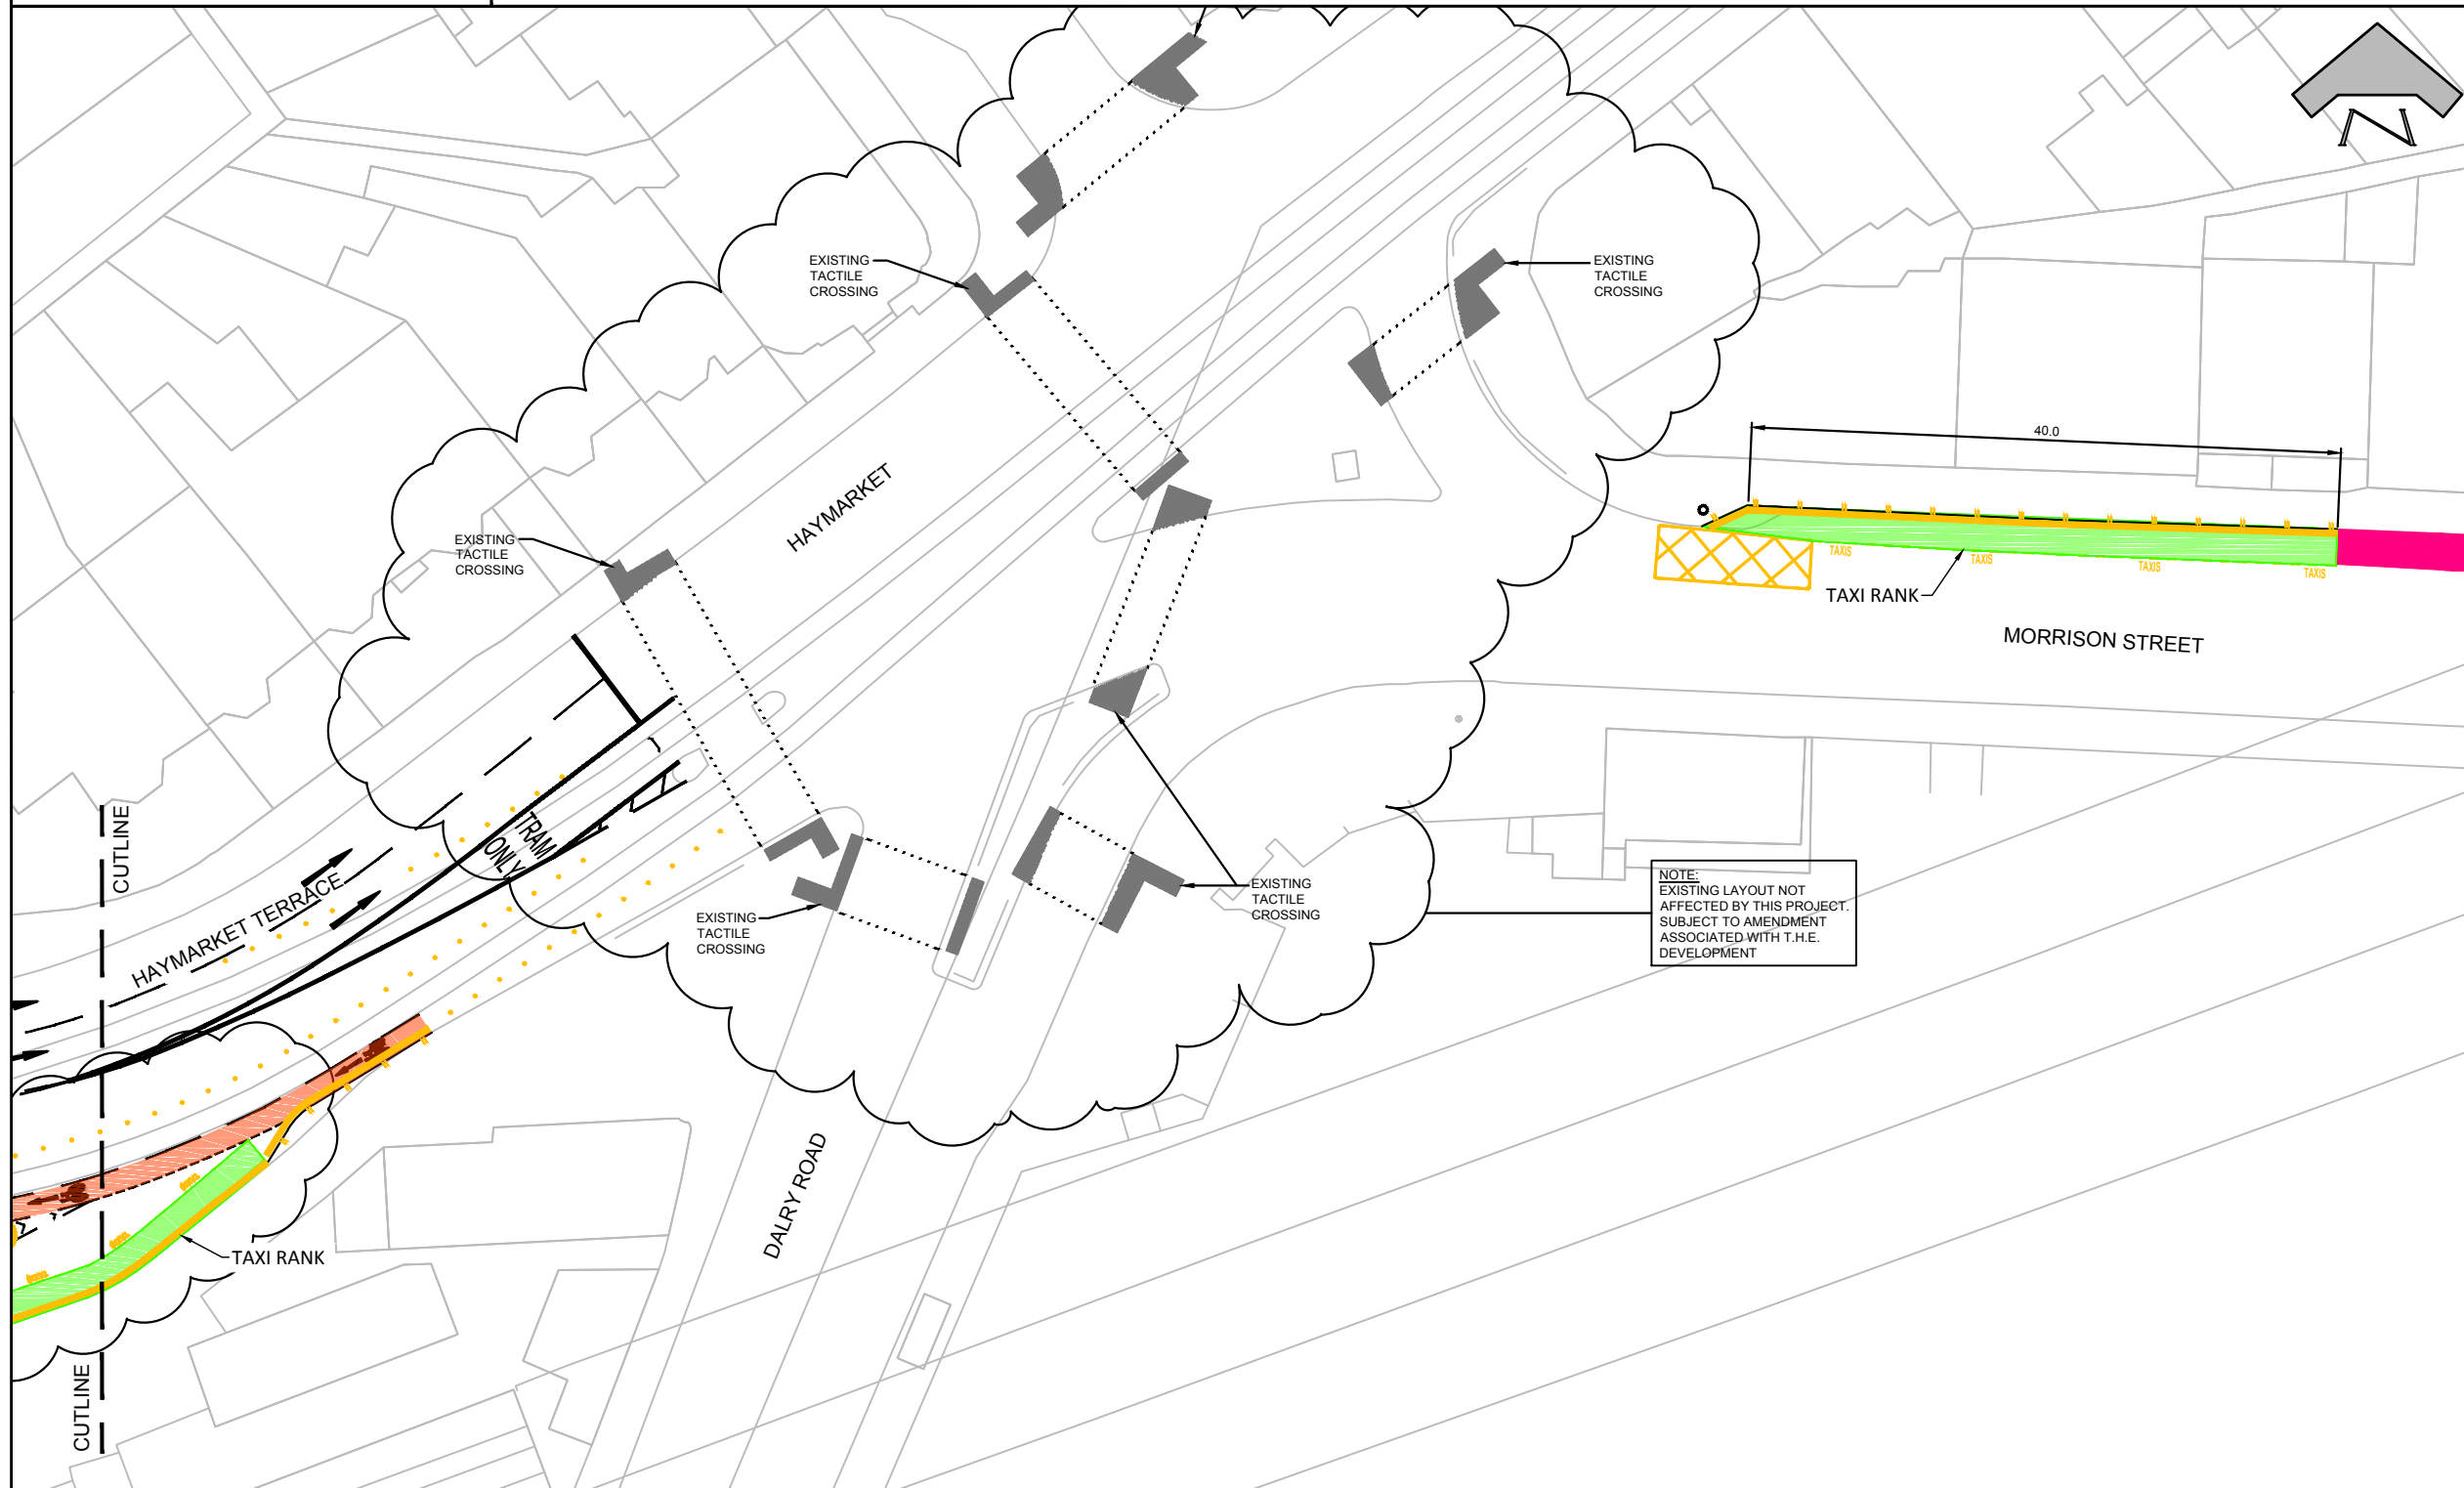 N
EXISTING
TACTILE
CROSSING
EXISTING
TACTILE
CROSSING
40.0
HAYMARKET
EXISTING
TACTILE
CROSSING
TAXIS
TAXIS
TAXIS
TAXIS
TAXI RANK
MORRISON STREET
CUTLINE
TRAM
ONLY
HAYMARKET TERRACE
EXISTING
TACTILE
CROSSING
EXISTING
TACTILE
CROSSING
NOTE:
EXISTING LAYOUT NOT
AFFECTED BY THIS PROJECT.
SUBJECT TO AMENDMENT
ASSOCIATED WITH T.H.E.
DEVELOPMENT
DALRY ROAD
TAXI RANK
CUTLINE